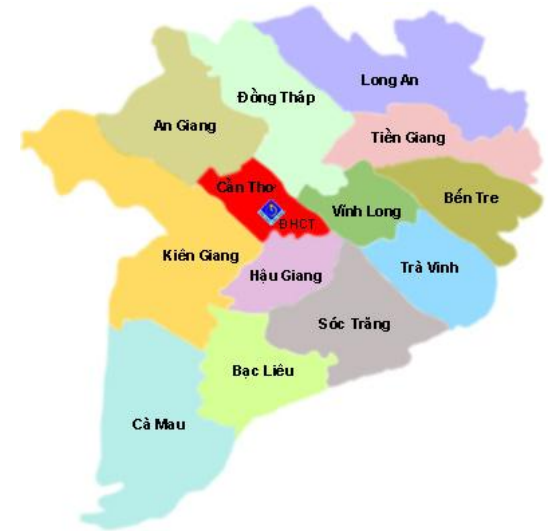 Long An
Đồng Tháp
An Giang
Tiền Giang
Cần Thơ
Bến Tre
Vĩnh Long
ĐHCT
Kiên Giang
Trà Vinh
Hậu Giang
Sóc Trăng
Bạc Liêu
Cà Mau